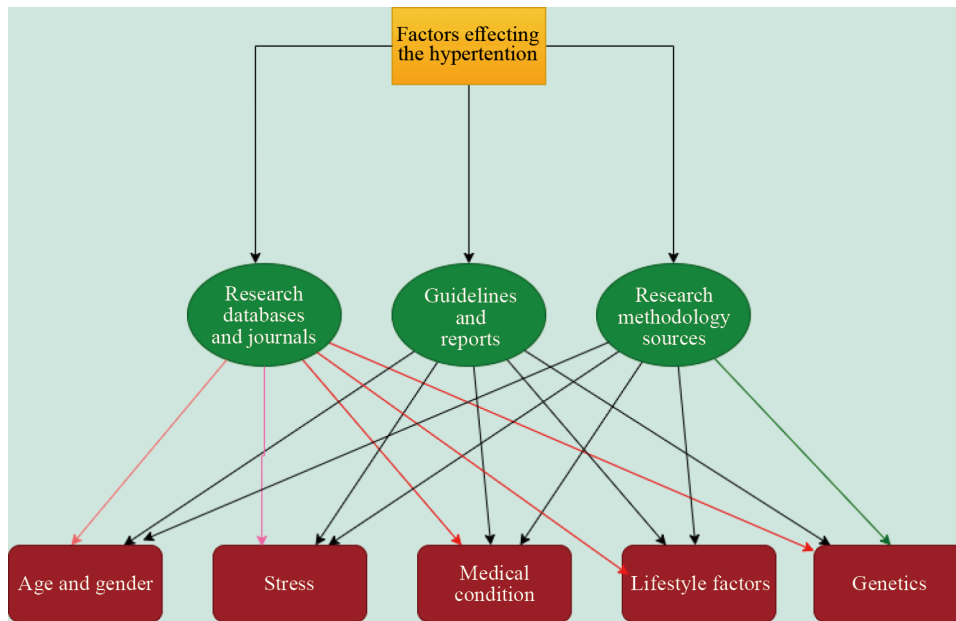 Factors effecting
the hypertention
Research
databases
and journals
Guidelines
and
reports
Research
methodology
sources
Age and gender
Stress
Medical
condition
Lifestyle factors
Genetics